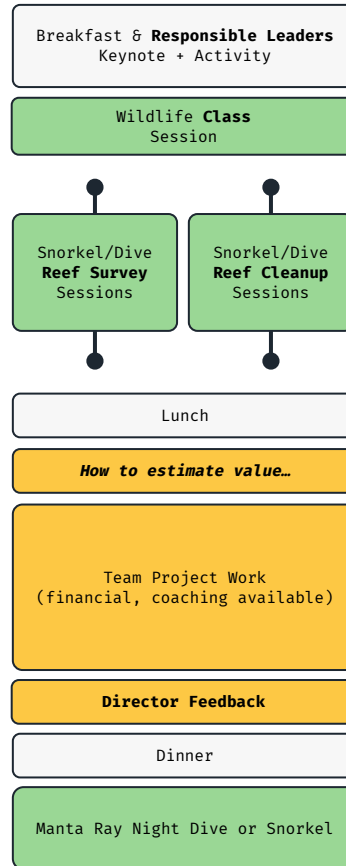 Breakfast & Responsible Leaders
Keynote + Activity
Wildlife Class
Session
Snorkel/Dive
Reef Survey
Sessions
Snorkel/Dive
Reef Cleanup
Sessions
Lunch
How to estimate value…
Team Project Work
(financial, coaching available)
Director Feedback
Dinner
Manta Ray Night Dive or Snorkel